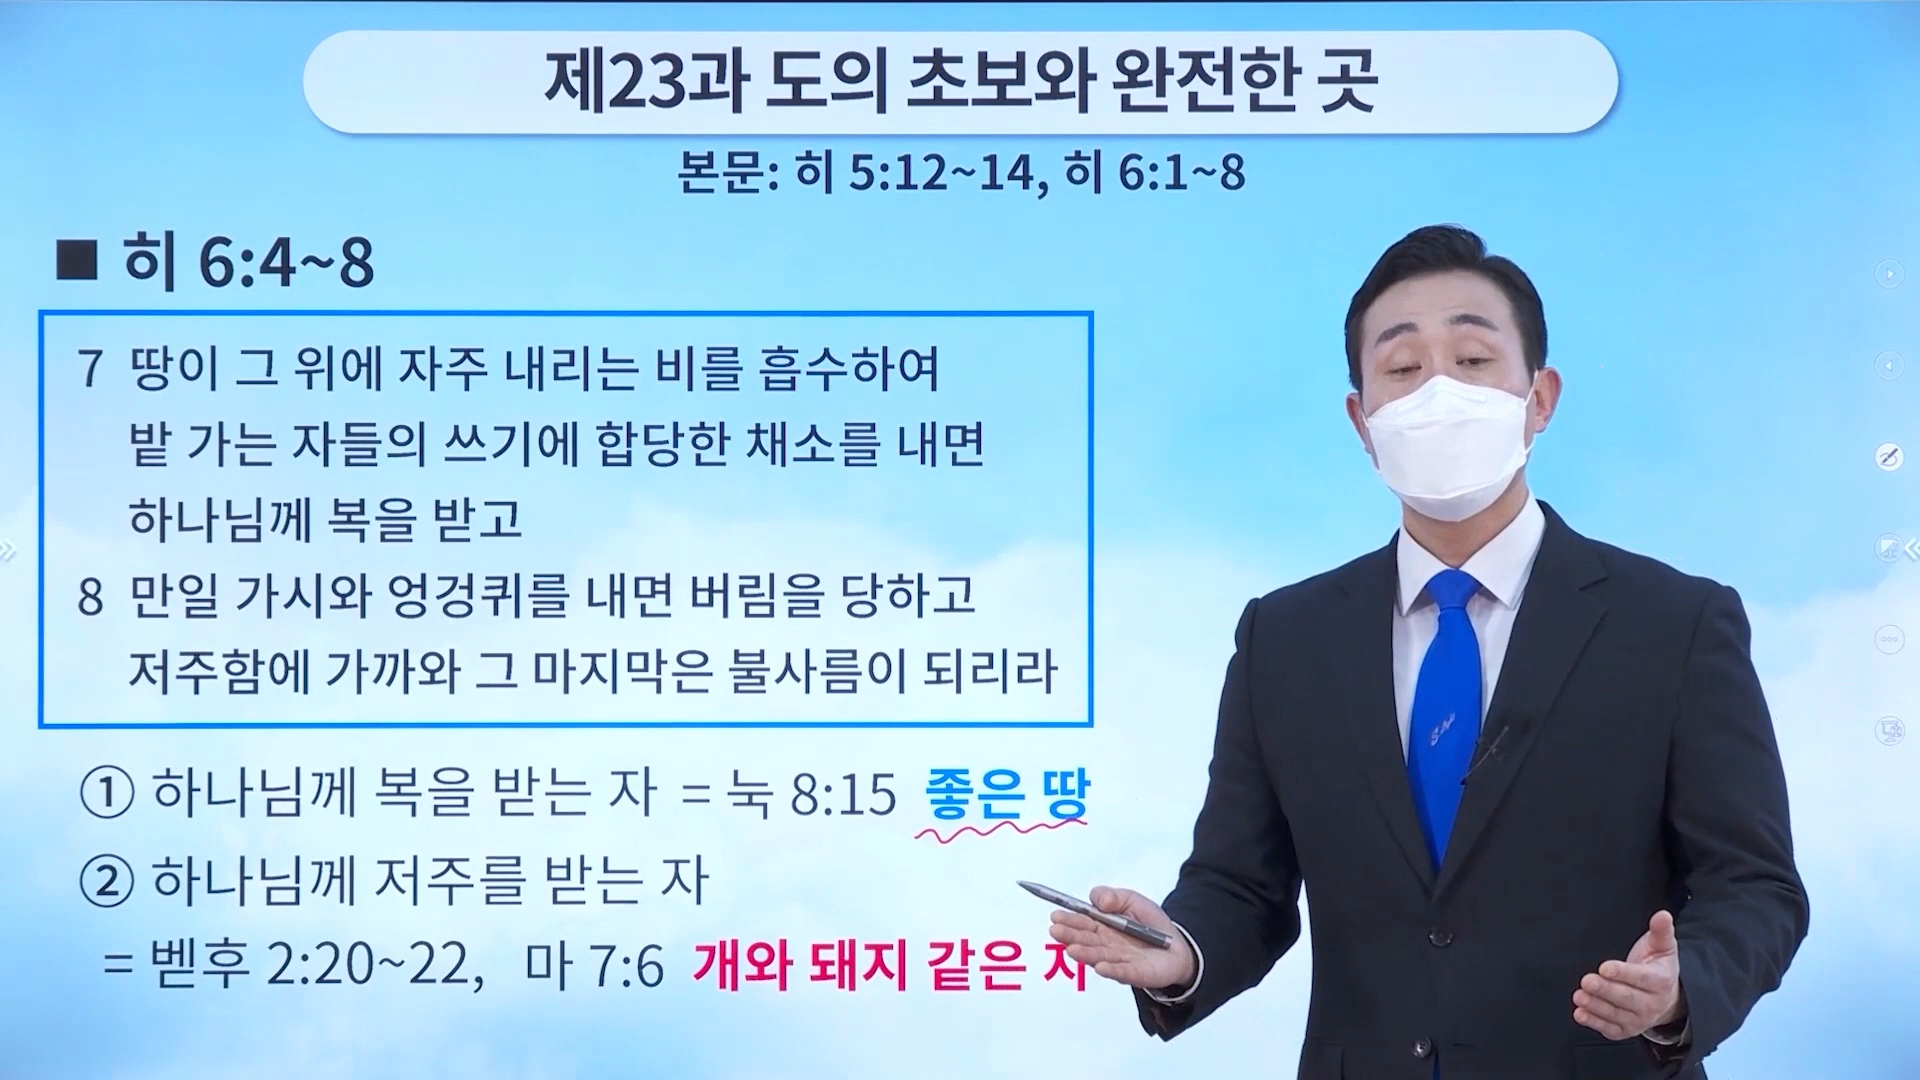 제23과 도의 초보와 완전한 곳
본문: 히 5:12~14, 히 6:1~8
■ 히 6:4~8
7 땅이 그 위에 자주 내리는 비를 흡수하여
밭 가는 자들의 쓰기에 합당한 채소를 내면
하나님께 복을 받고
8 만일 가시와 엉겅퀴를 내면 버림을 당하고
저주함에 가까와 그 마지막은 불사름이 되리라
① 하나님께 복을 받는 자 = 눅 8:15 좋은 땅
② 하나님께 저주를 받는 자
= 벧후 2:20~22, 마 7:6 개와 돼지 같은 자